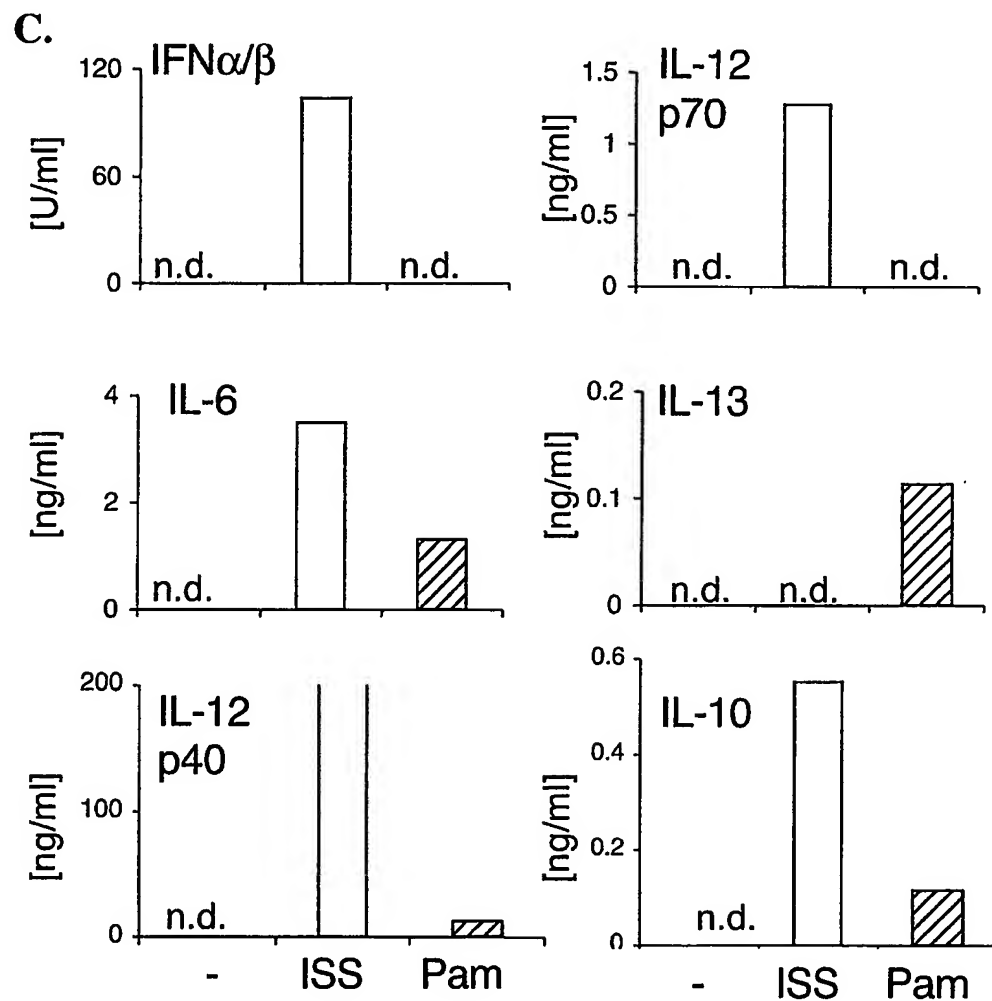 C.
IFNα/β
[U/ml]
120
60
0
n.d.
n.d.
IL-12
p70
[ng/ml]
1.5
1
0.5
0
n.d.
n.d.
IL-6
[ng/ml]
4
2
0
n.d.
IL-13
[ng/ml]
0.2
0.1
0
n.d.
n.d.
IL-12
p40
[ng/ml]
200
100
0
n.d.
- ISS Pam
IL-10
[ng/ml]
0.6
0.4
0.2
0
n.d.
- ISS Pam